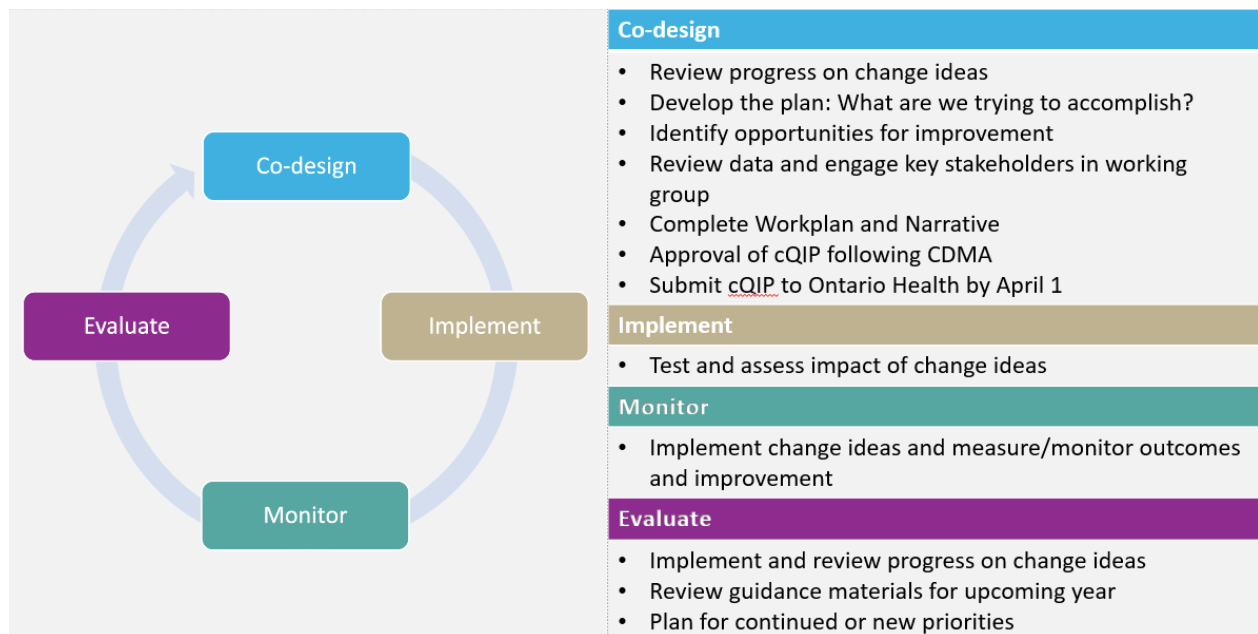 Co-design
Implement
Monitor
Evaluate
Co-design
• Review progress on change ideas
• Develop the plan: What are we trying to accomplish?
• Identify opportunities for improvement
• Review data and engage key stakeholders in working
group
• Complete Workplan and Narrative
• Approval of cQIP following CDMA
• Submit cQIP to Ontario Health by April 1
Implement
• Test and assess impact of change ideas
Monitor
• Implement change ideas and measure/monitor outcomes
and improvement
Evaluate
• Implement and review progress on change ideas
• Review guidance materials for upcoming year
• Plan for continued or new priorities